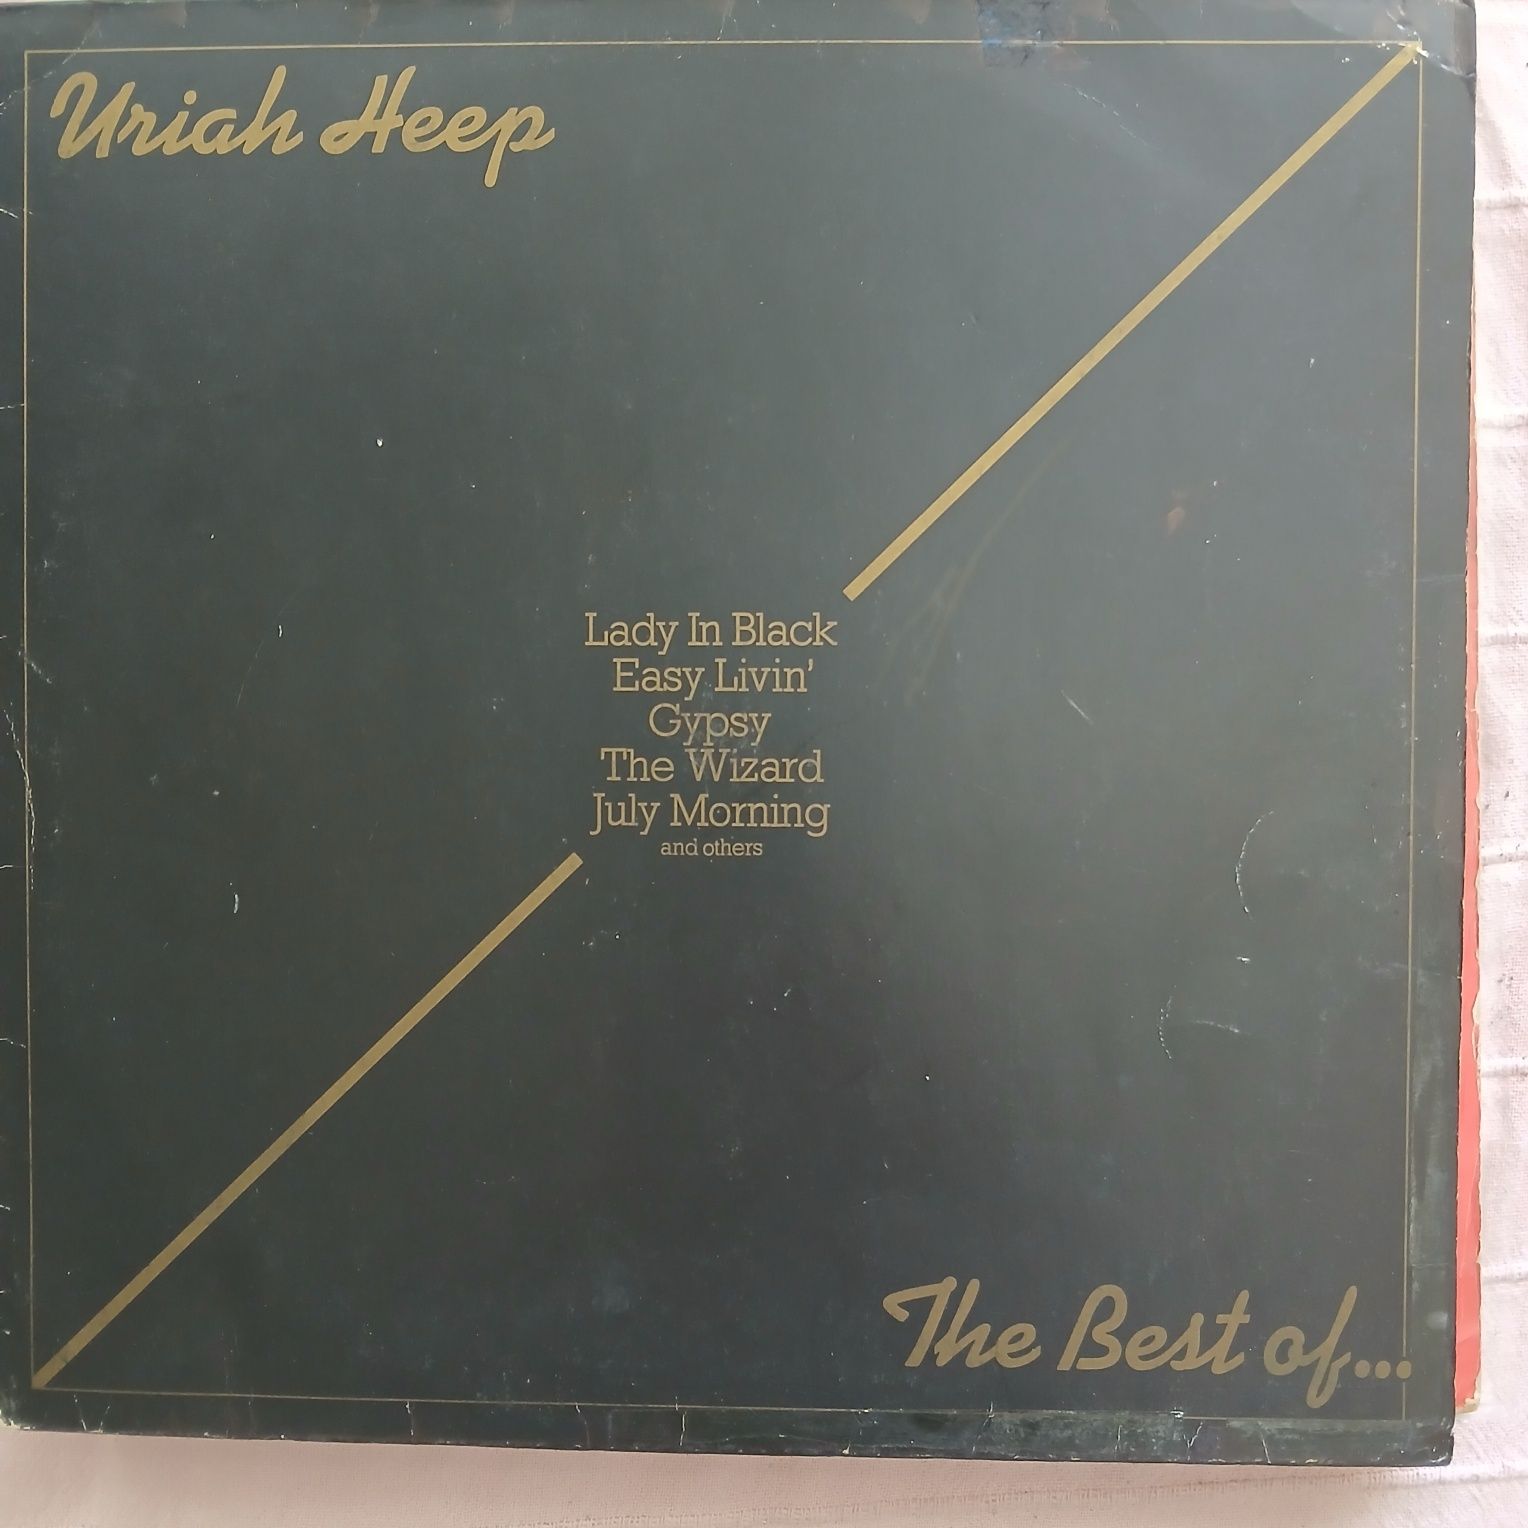 Uriah Heep
Lady In Black
Easy Livin'
Gypsy
The Wizard
July Morning
and others
The Best of...